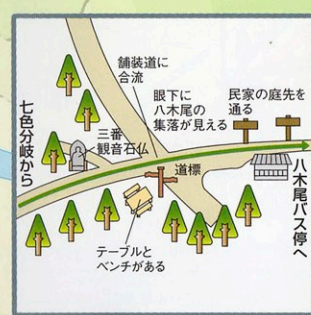 舗装道に
合流
眼下に
八木尾の
集落が見える
民家の庭先を
通る
七色分岐から
三番
観音石仏
道標
八木尾バス停へ
テーブルと
ベンチがある